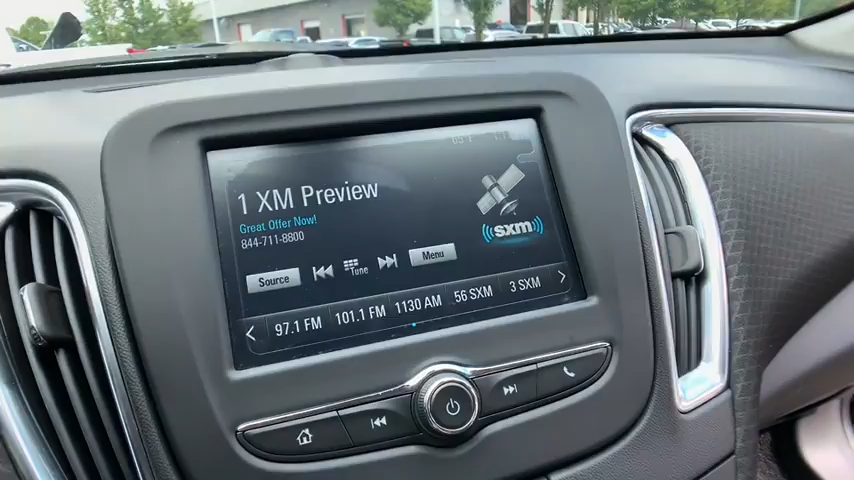 1 XM Preview
Great Offer Now!
844-711-8800
sxm
Source
Tune
Menu
97.1 FM
101.1 FM
1130 AM
56 SXM
3 SXM